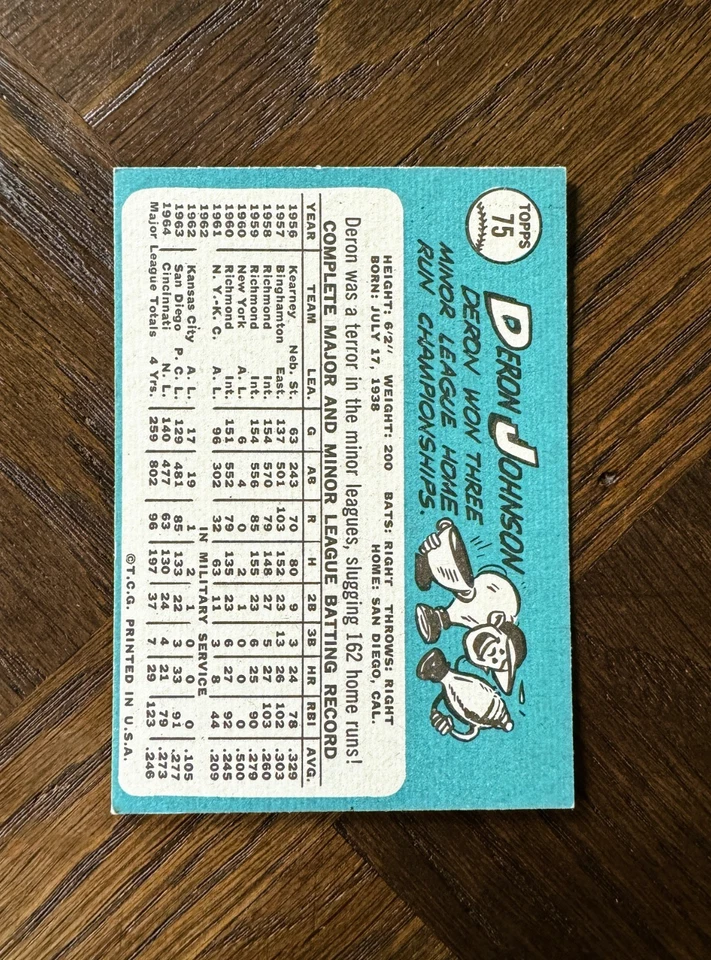 TOPPS
75
DERON JOHNSON
DERON WON THREE
MINOR LEAGUE HOME
RUN CHAMPIONSHIPS.
HEIGHT: 6'2" WEIGHT: 200 BATS: RIGHT THROWS: RIGHT
BORN: JULY 17, 1938 HOME: SAN DIEGO, CAL.
Deron was a terror in the minor leagues, slugging 162 home runs!
COMPLETE MAJOR AND MINOR LEAGUE BATTING RECORD
YEAR TEAM LEA. G AB R H 2B 3B HR RBI AVG.
1956 Kearney Neb. St. 63 243 70 80 9 3 24 78 .329
1957 Binghamton East. 137 501 103 152 23 13 26 102 .303
1958 Richmond Int. 154 570 79 148 27 5 27 103 .260
1959 Richmond Int. 154 556 85 155 25 6 25 90 .279
1960 New York A. L. 6 4 0 2 1 0 0 0 .500
1960 Richmond Int. 151 552 79 135 23 6 27 92 .245
1961 N. Y.-K. C. A. L. 96 302 32 63 11 3 8 44 .209
1962 IN MILITARY SERVICE
1962 Kansas City A. L. 17 19 1 2 1 0 0 0 .105
1963 San Diego P. C. L. 129 481 85 133 22 3 33 .91 .277
1964 Cincinnati N. L. 140 477 63 130 24 4 21 79 .273
Major League Totals 4 Yrs. 259 802 96 197 37 7 29 123 .246
©T.C.G. PRINTED IN U.S.A.